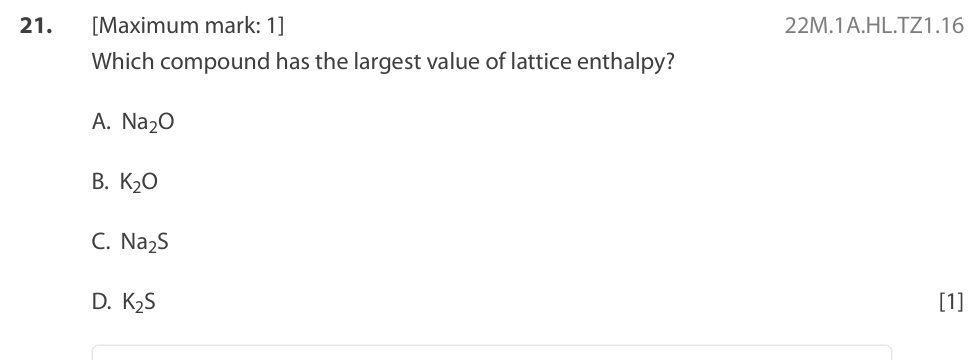 21. [Maximum mark: 1] 22M.1A.HL.TZ1.16
Which compound has the largest value of lattice enthalpy?
A. Na₂O
B. K₂O
C. Na₂S
D. K₂S [1]